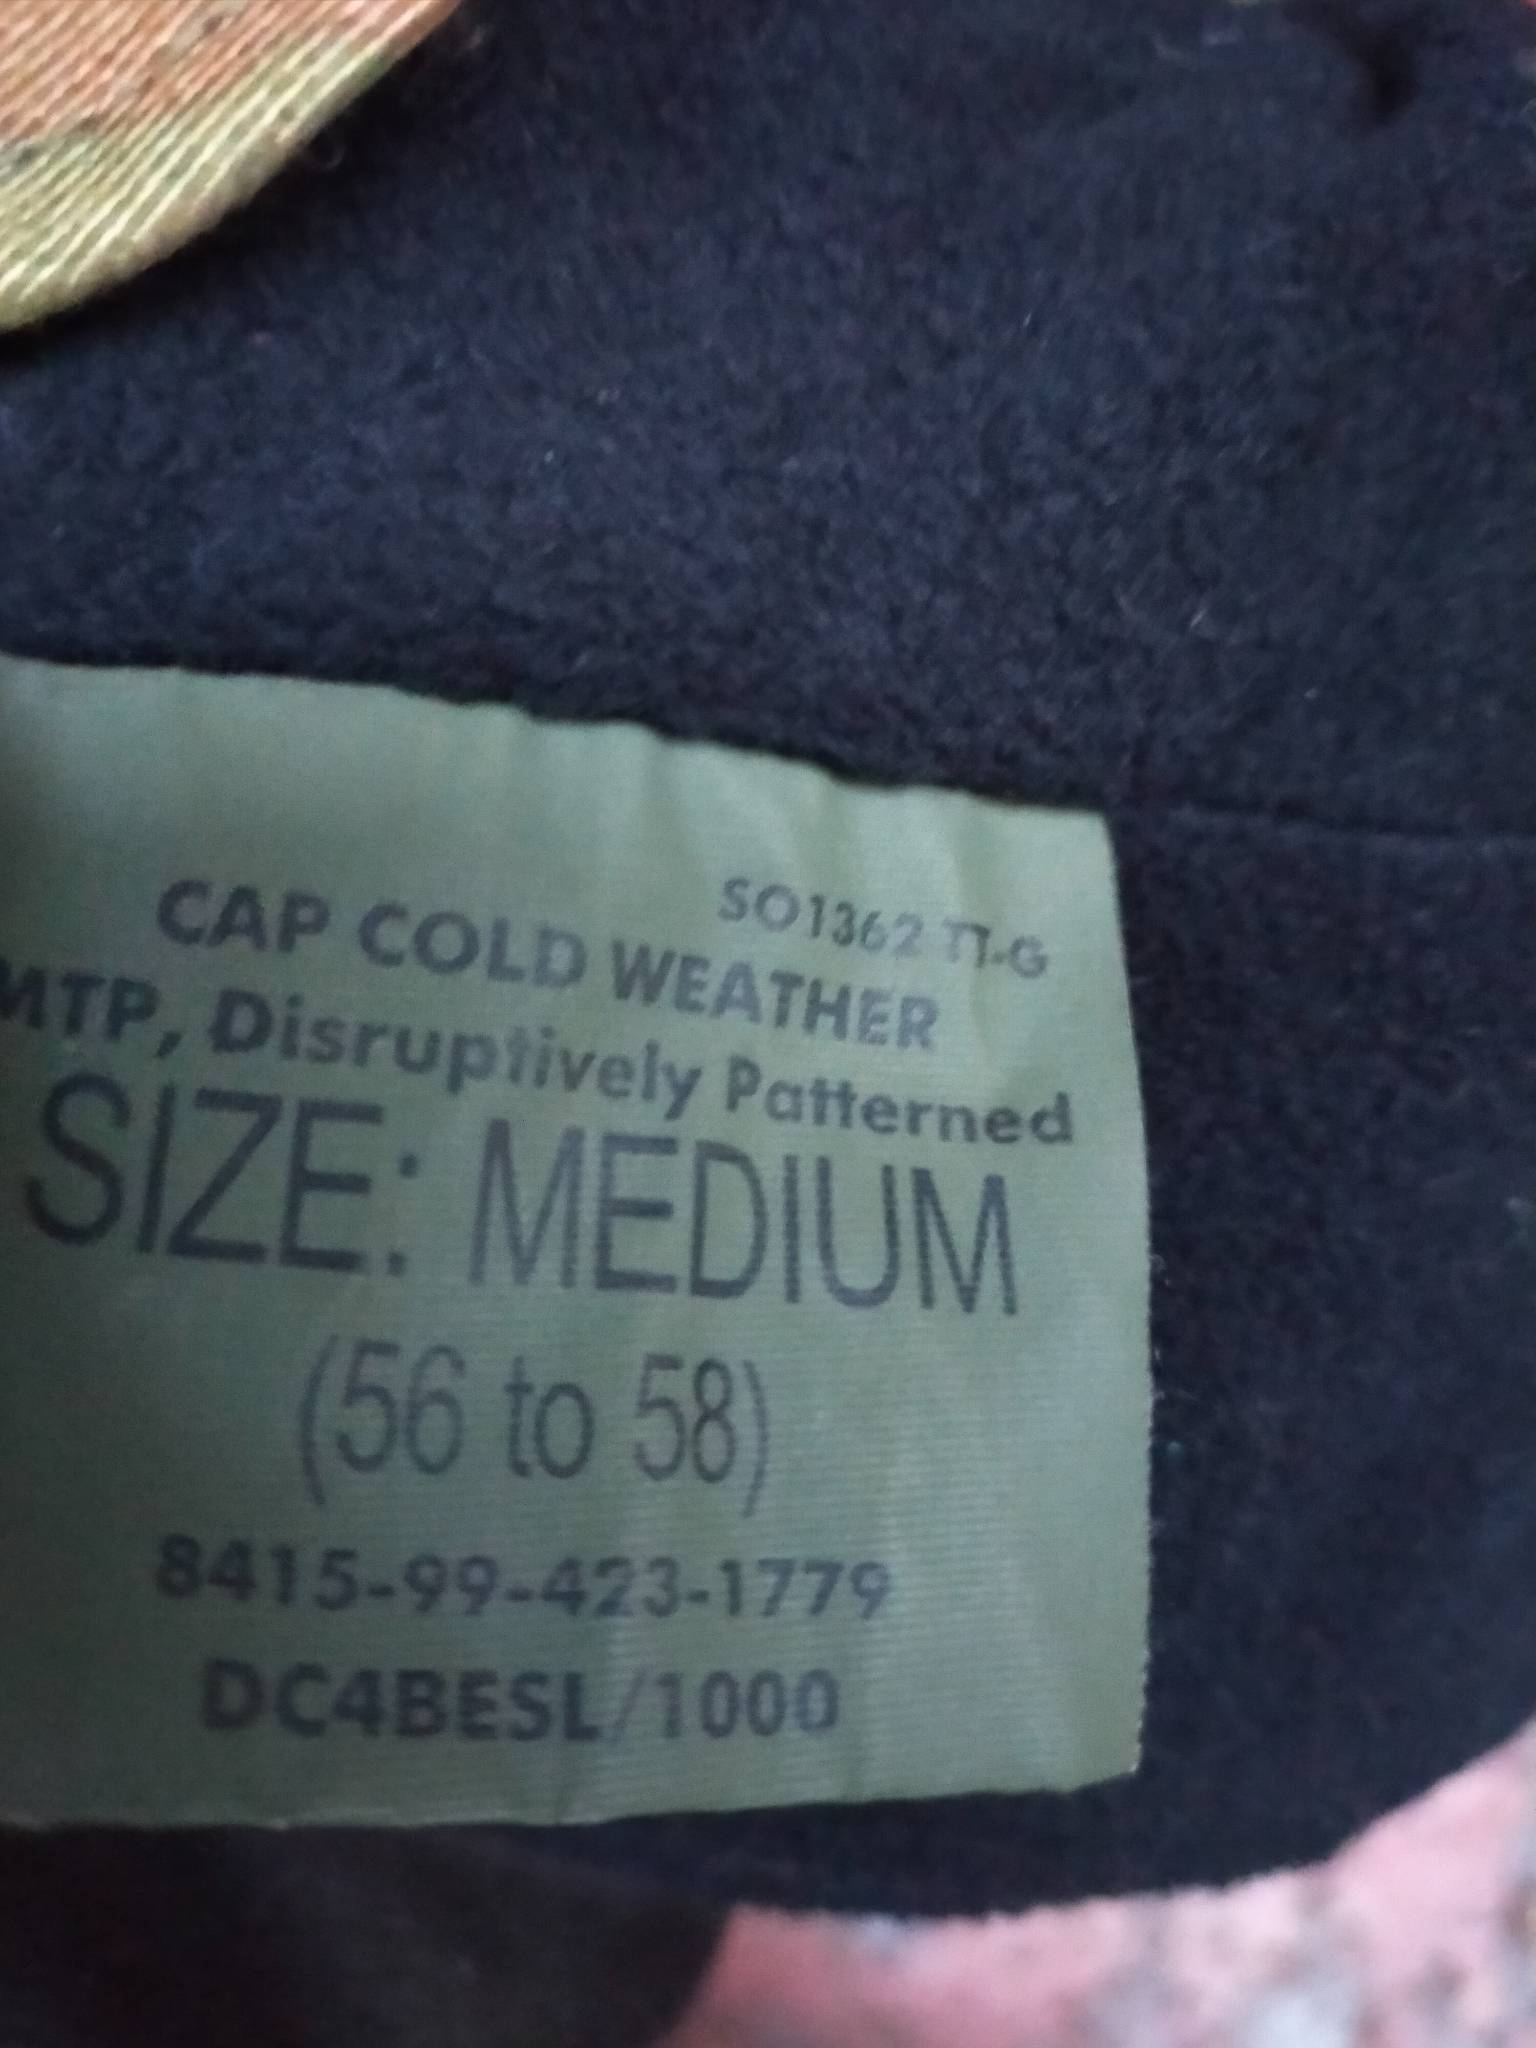 SO1362 TT-G
CAP COLD WEATHER
MTP, Disruptively Patterned
SIZE: MEDIUM
(56 to 58)
8415-99-423-1779
DC4BESL/1000